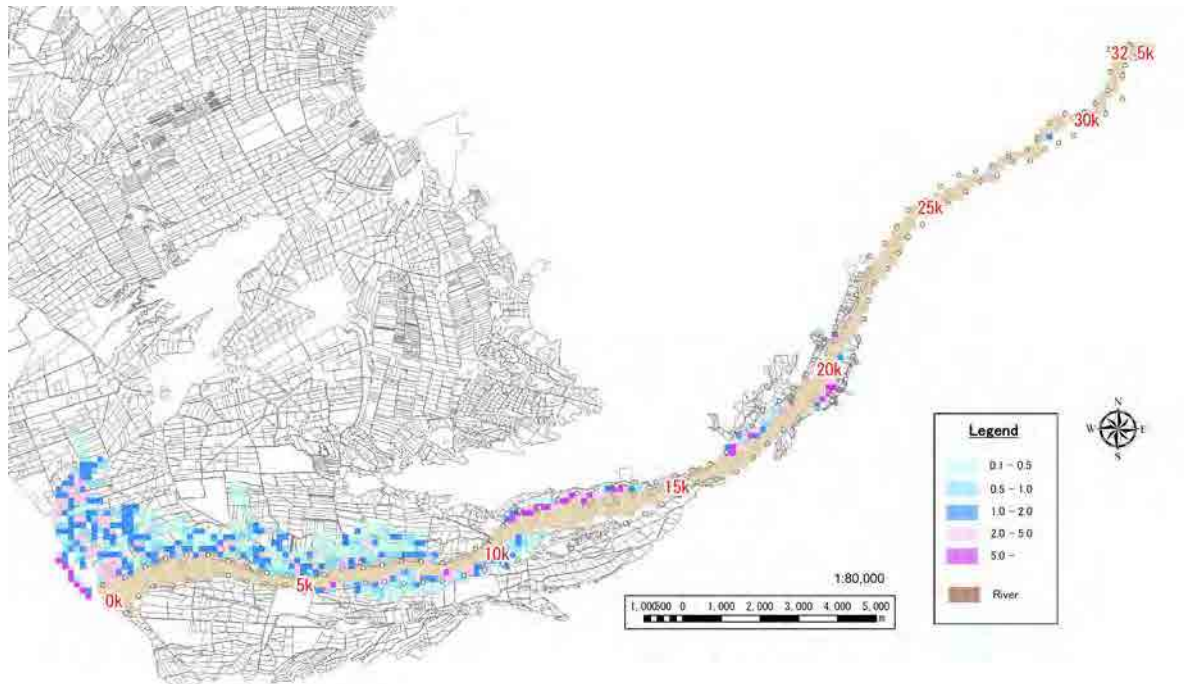 32.5k
30k
25k
20k
15k
10k
5k
0k
N
W E
S
Legend
0.1 - 0.5
0.5 - 1.0
1.0 - 2.0
2.0 - 5.0
5.0 -
River
1:80,000
1,000500 0 1,000 2,000 3,000 4,000 5,000
m